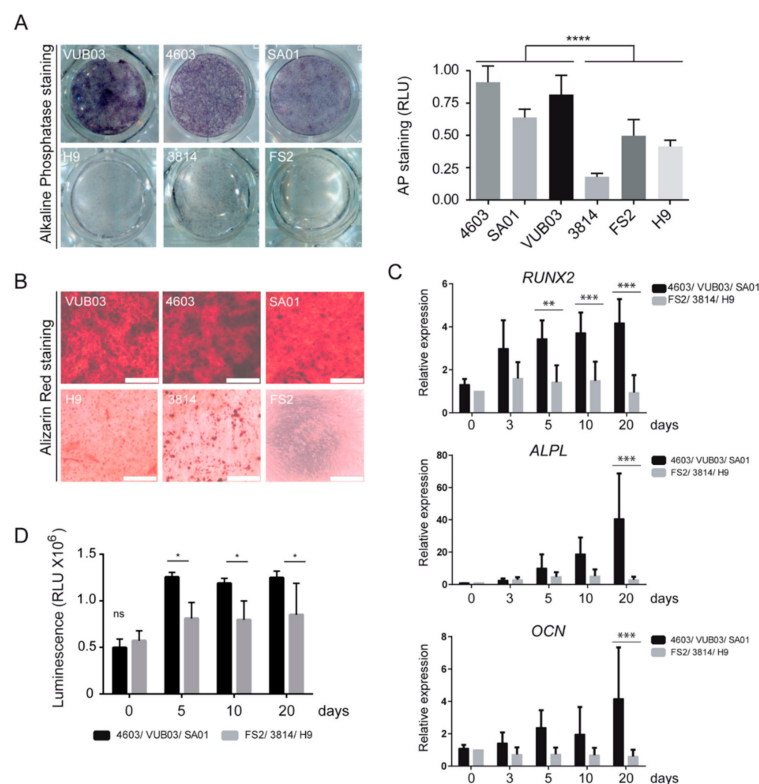 A
Alkaline Phosphatase staining
VUB03
4603
SA01
H9
3814
FS2
****
AP staining (RLU)
1.00
0.75
0.50
0.25
0.00
4603
SA01
VUB03
3814
FS2
H9
B
Alizarin Red staining
VUB03
4603
SA01
H9
3814
FS2
C
RUNX2
4603/ VUB03/ SA01
FS2/ 3814/ H9
Relative expression
6
4
2
0
** *** ***
0 3 5 10 20 days
ALPL
4603/ VUB03/ SA01
FS2/ 3814/ H9
Relative expression
80
60
40
20
0
***
0 3 5 10 20 days
OCN
4603/ VUB03/ SA01
FS2/ 3814/ H9
Relative expression
8
6
4
2
0
***
0 3 5 10 20 days
D
Luminescence (RLU X10⁶)
1.5
1.0
0.5
0
ns * * *
0 5 10 20 days
4603/ VUB03/ SA01 FS2/ 3814/ H9